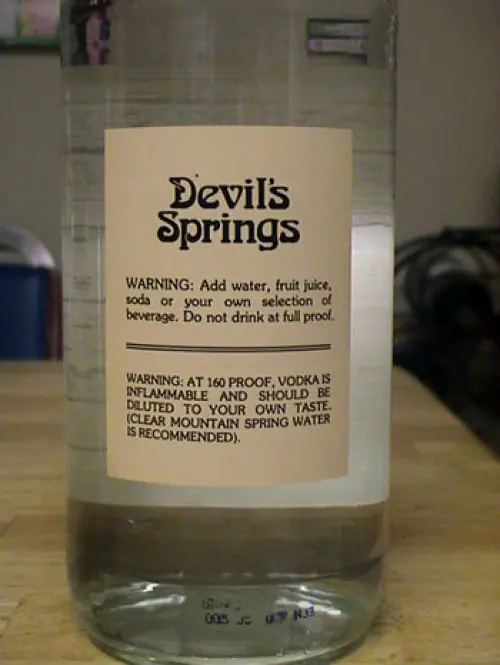 Devil's
Springs
WARNING: Add water, fruit juice,
soda or your own selection of
beverage. Do not drink at full proof.
WARNING: AT 160 PROOF, VODKA IS
INFLAMMABLE AND SHOULD BE
DILUTED TO YOUR OWN TASTE.
(CLEAR MOUNTAIN SPRING WATER
IS RECOMMENDED).